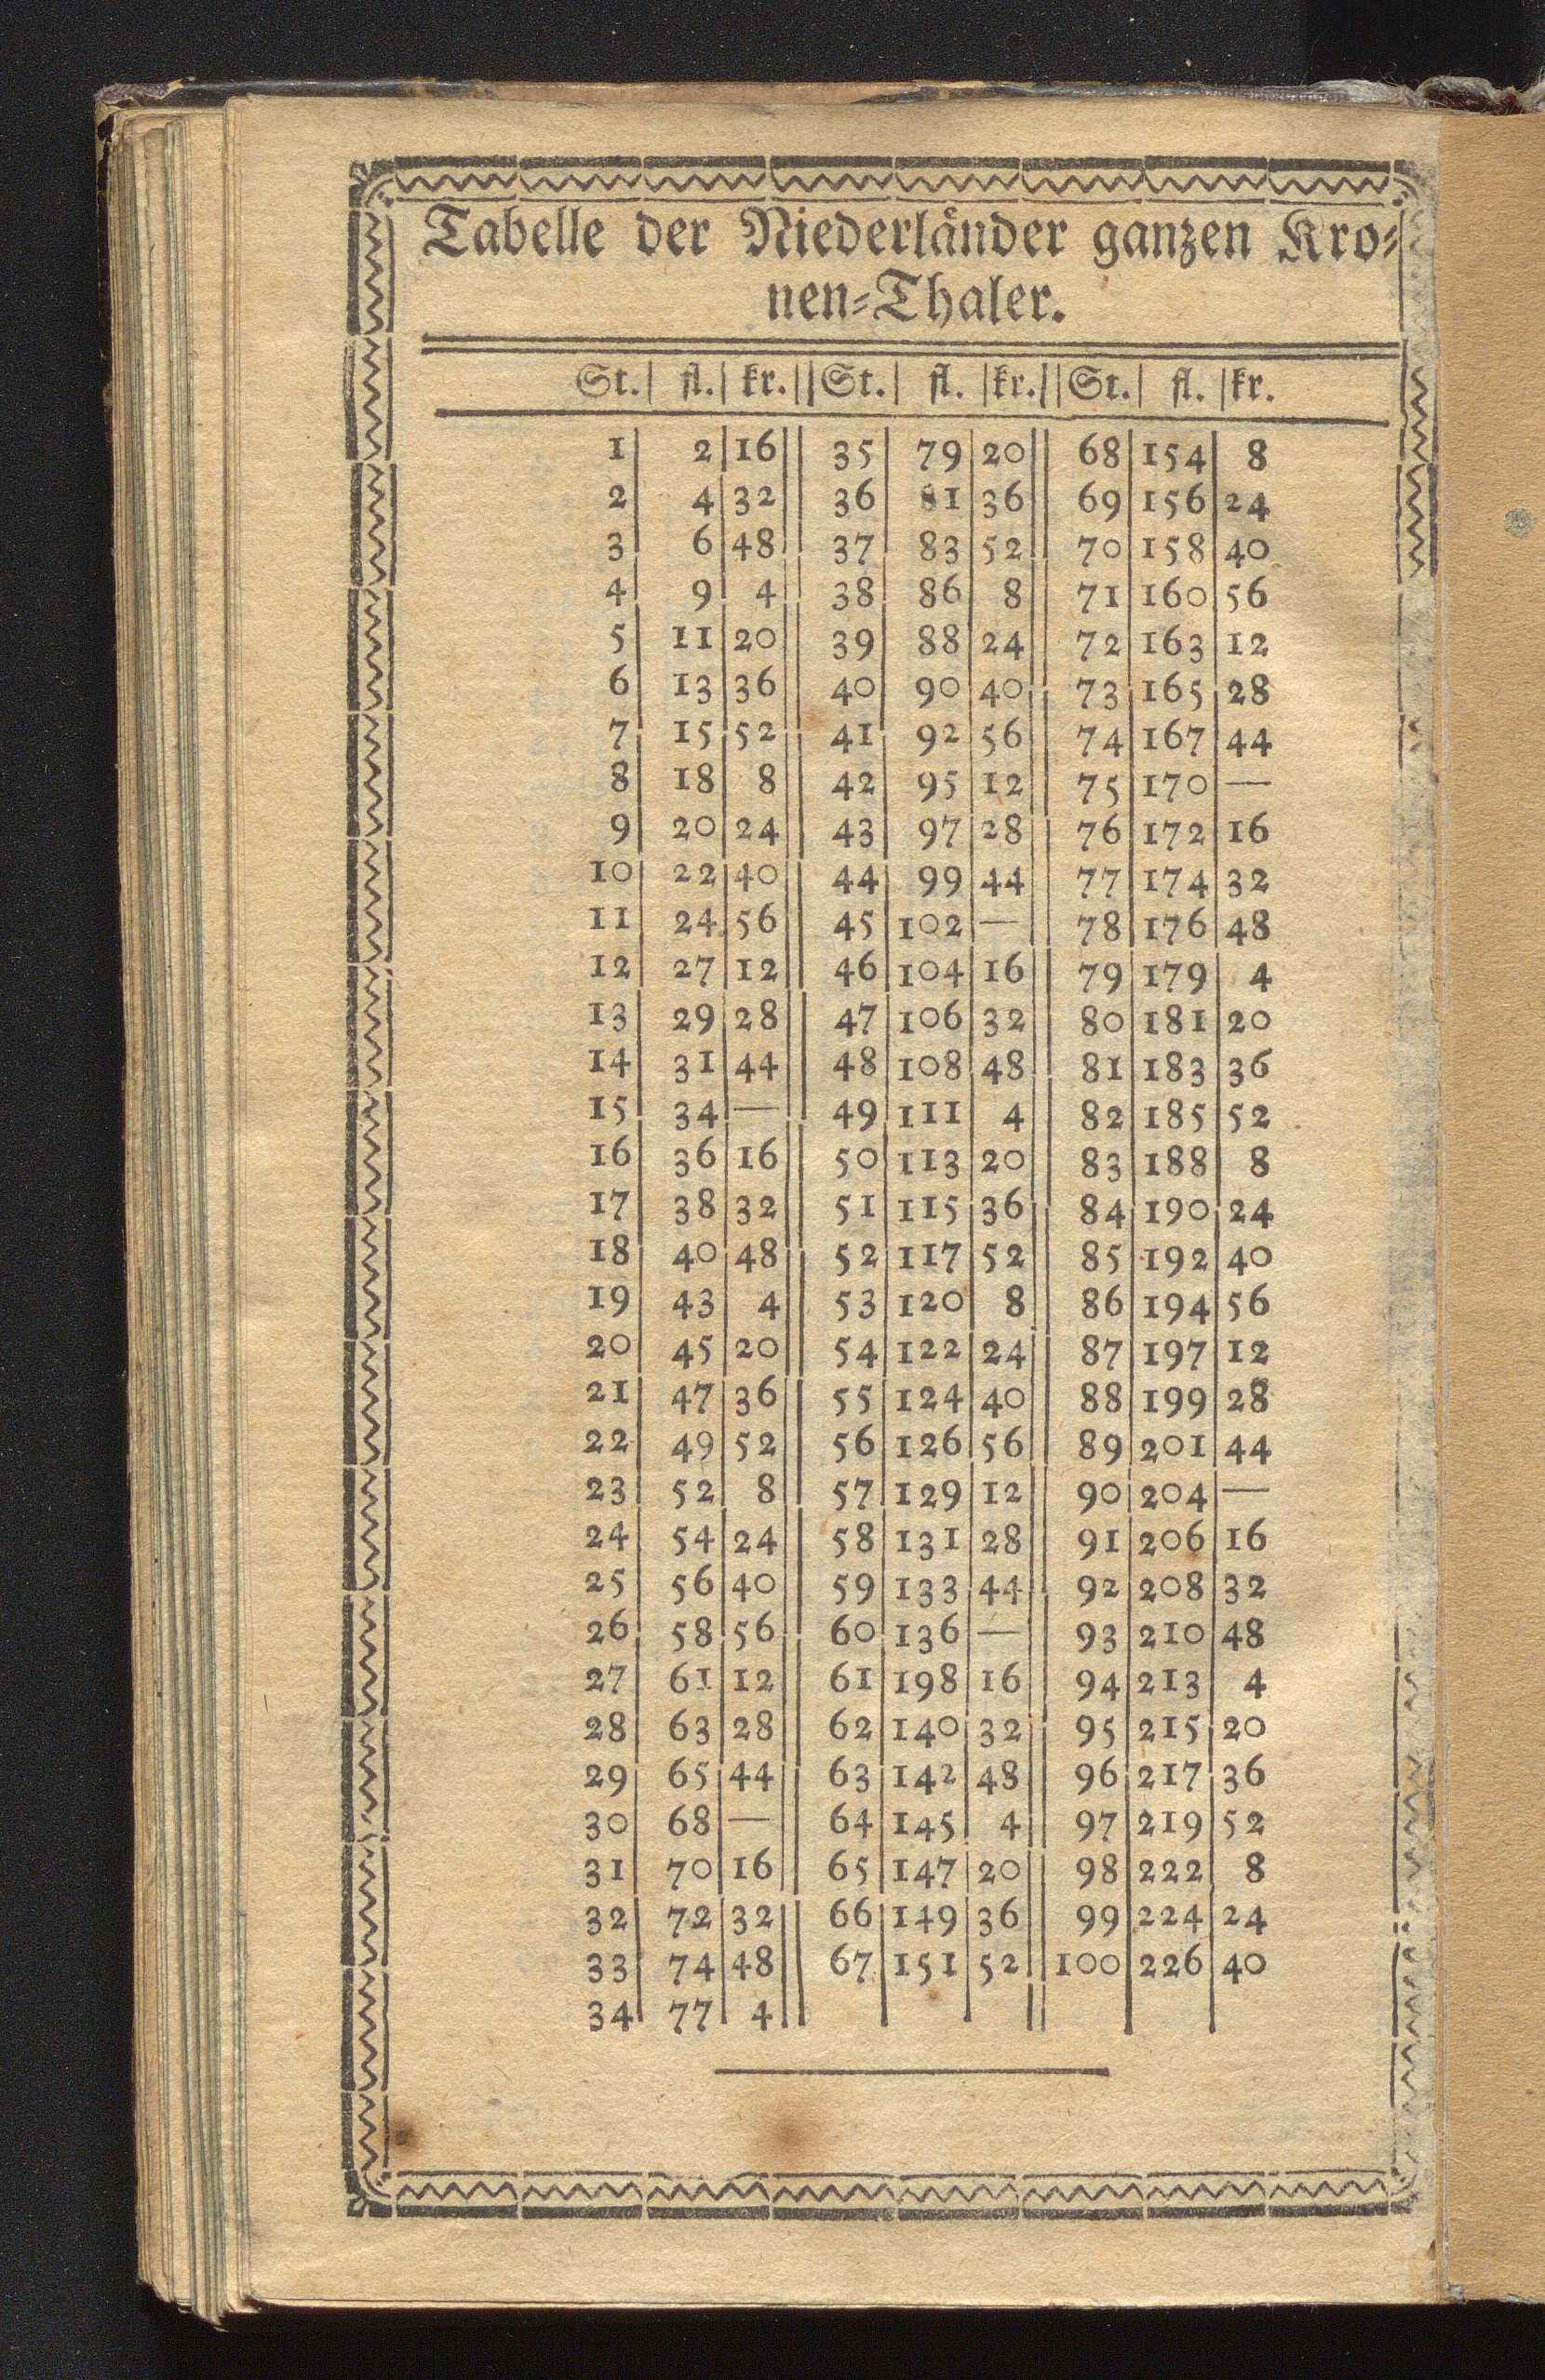 Tabelle der Niederländer ganzen Kro-
nen-Thaler.
St. fl. kr. St. fl. kr. St. fl. kr.
1 2 16 35 79 20 68 154 8
2 4 32 36 81 36 69 156 24
3 6 48 37 83 52 70 158 40
4 9 4 38 86 8 71 160 56
5 11 20 39 88 24 72 163 12
6 13 36 40 90 40 73 165 28
7 15 52 41 92 56 74 167 44
8 18 8 42 95 12 75 170 —
9 20 24 43 97 28 76 172 16
10 22 40 44 99 44 77 174 32
11 24 56 45 102 — 78 176 48
12 27 12 46 104 16 79 179 4
13 29 28 47 106 32 80 181 20
14 31 44 48 108 48 81 183 36
15 34 — 49 111 4 82 185 52
16 36 16 50 113 20 83 188 8
17 38 32 51 115 36 84 190 24
18 40 48 52 117 52 85 192 40
19 43 4 53 120 8 86 194 56
20 45 20 54 122 24 87 197 12
21 47 36 55 124 40 88 199 28
22 49 52 56 126 56 89 201 44
23 52 8 57 129 12 90 204 —
24 54 24 58 131 28 91 206 16
25 56 40 59 133 44 92 208 32
26 58 56 60 136 — 93 210 48
27 61 12 61 198 16 94 213 4
28 63 28 62 140 32 95 215 20
29 65 44 63 142 48 96 217 36
30 68 — 64 145 4 97 219 52
31 70 16 65 147 20 98 222 8
32 72 32 66 149 36 99 224 24
33 74 48 67 151 52 100 226 40
34 77 4